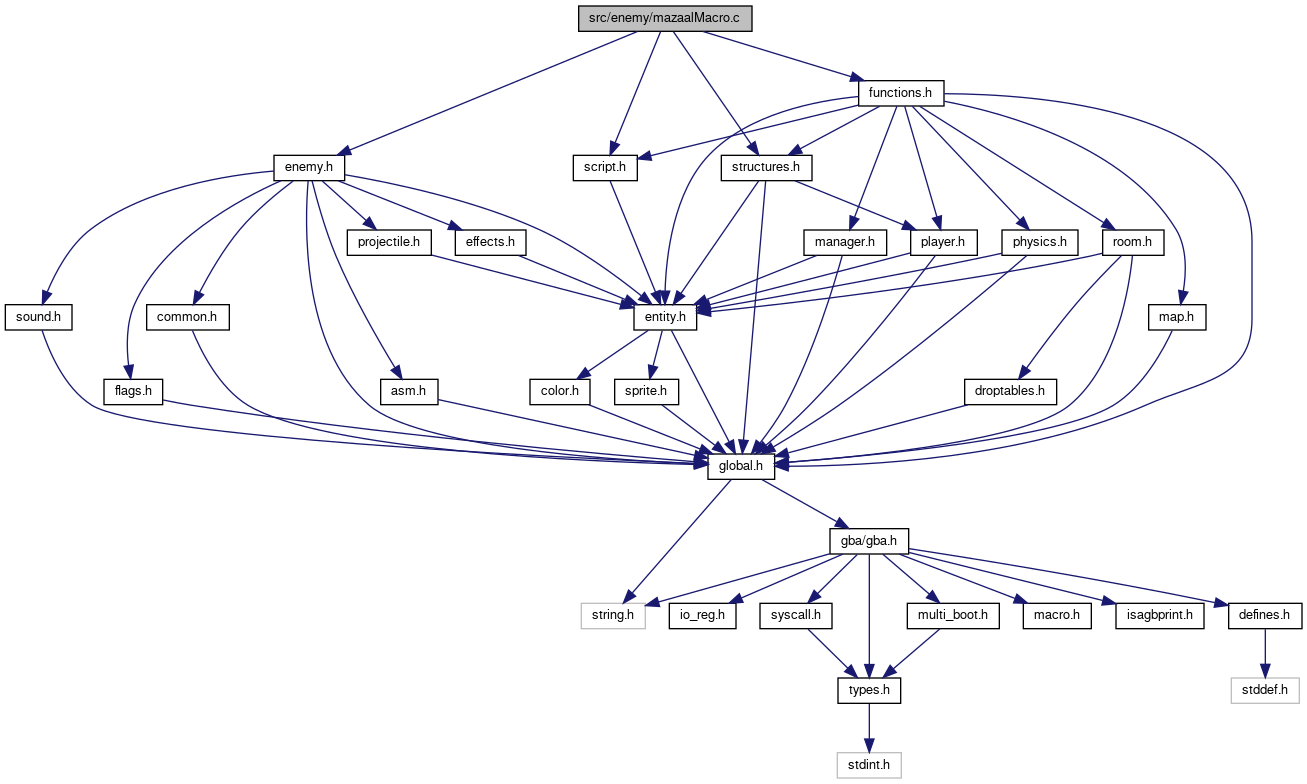 src/enemy/mazaalMacro.c
functions.h
enemy.h
script.h
structures.h
projectile.h
effects.h
manager.h
player.h
physics.h
room.h
sound.h
common.h
entity.h
map.h
flags.h
asm.h
color.h
sprite.h
droptables.h
global.h
gba/gba.h
string.h
io_reg.h
syscall.h
multi_boot.h
macro.h
isagbprint.h
defines.h
types.h
stddef.h
stdint.h